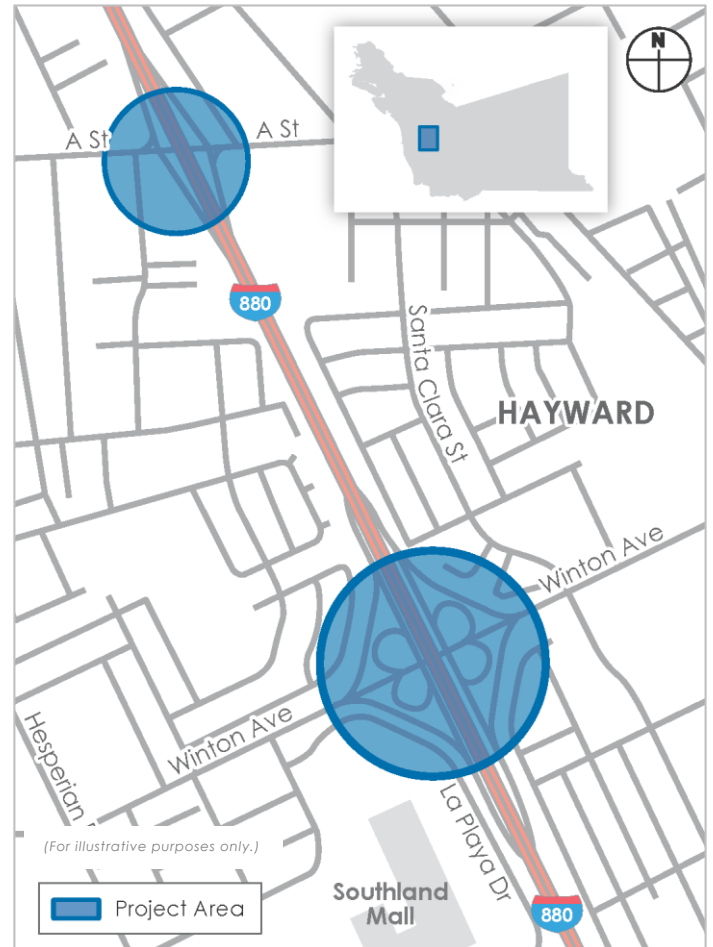 N
A St
A St
880
Santa Clara St
HAYWARD
Winton Ave
Winton Ave
Hesperian
La Playa Dr
(For illustrative purposes only.)
Project Area
Southland
Mall
880